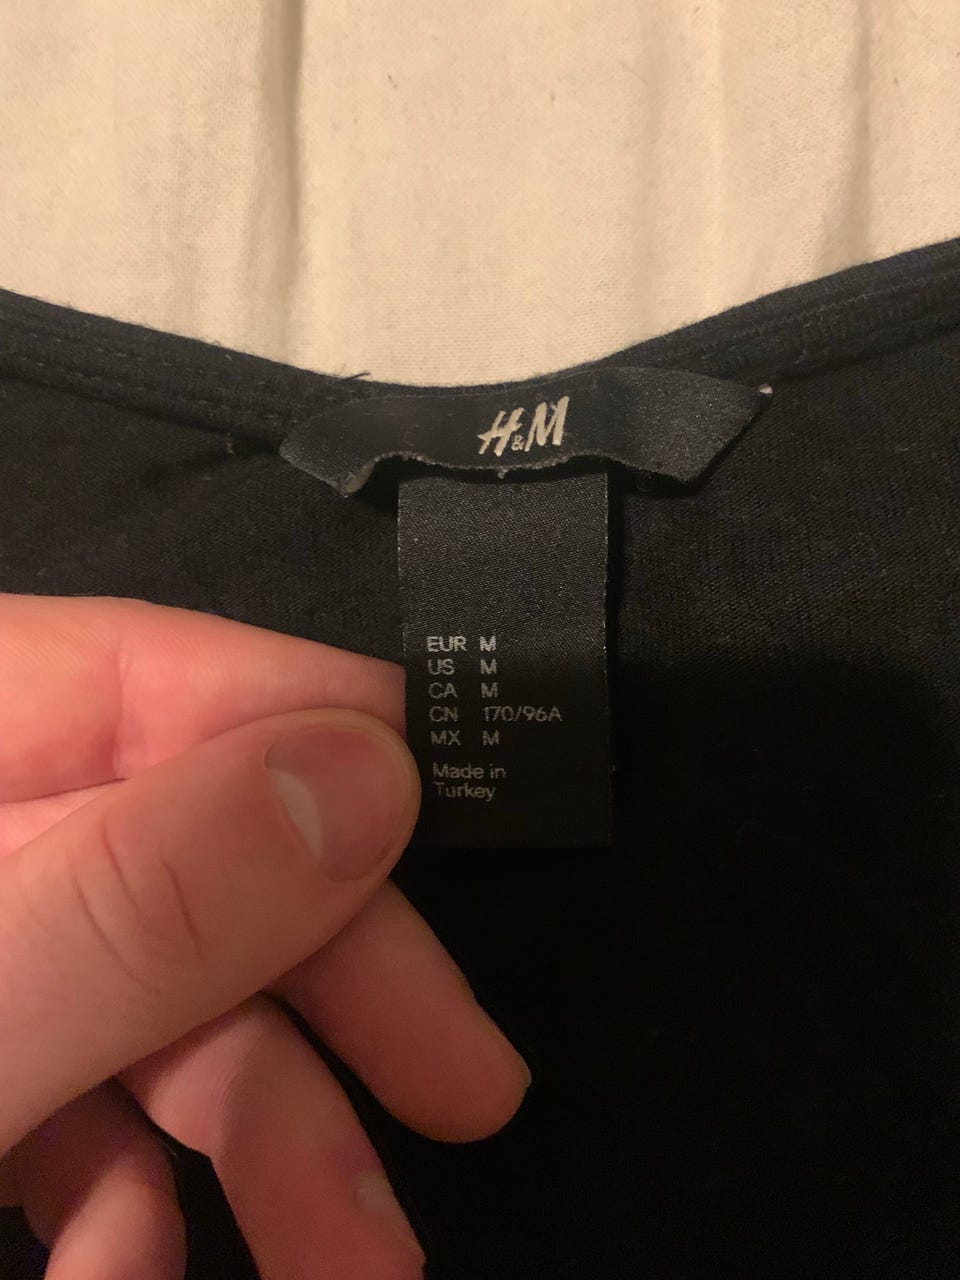 H&M
EUR M
US M
CA M
CN 170/96A
MX M
Made in
Turkey